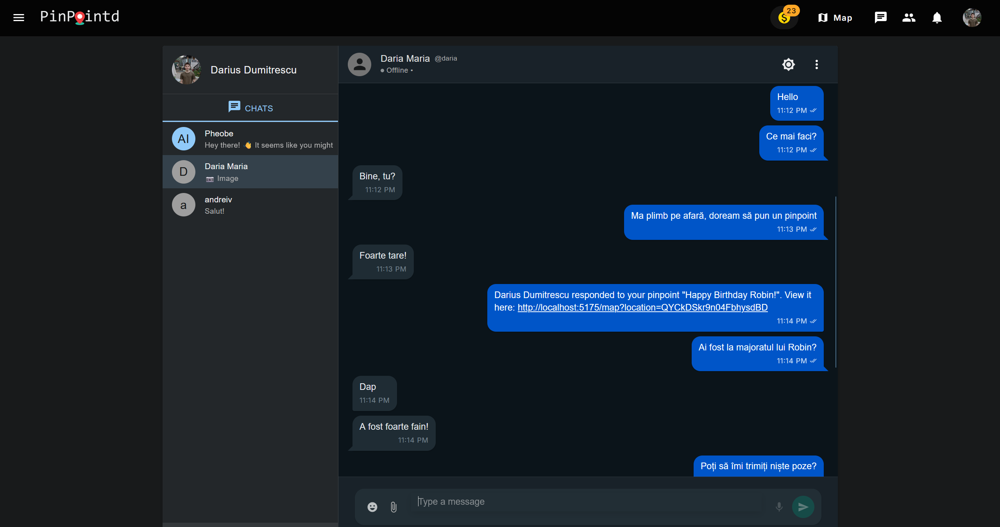 PinPointd
23
Map
Darius Dumitrescu
CHATS
AI
Pheobe
Hey there! 👋 It seems like you might
D
Daria Maria
📷 Image
a
andreiv
Salut!
Daria Maria @daria
Offline •
Hello
11:12 PM
Ce mai faci?
11:12 PM
Bine, tu?
11:12 PM
Ma plimb pe afară, doream să pun un pinpoint
11:13 PM
Foarte tare!
11:13 PM
Darius Dumitrescu responded to your pinpoint "Happy Birthday Robin!". View it
here: http://localhost:5175/map?location=QYCkDSkr9n04FbhysdBD
11:14 PM
Ai fost la majoratul lui Robin?
11:14 PM
Dap
11:14 PM
A fost foarte fain!
11:14 PM
Poți să îmi trimiți niște poze?
Type a message